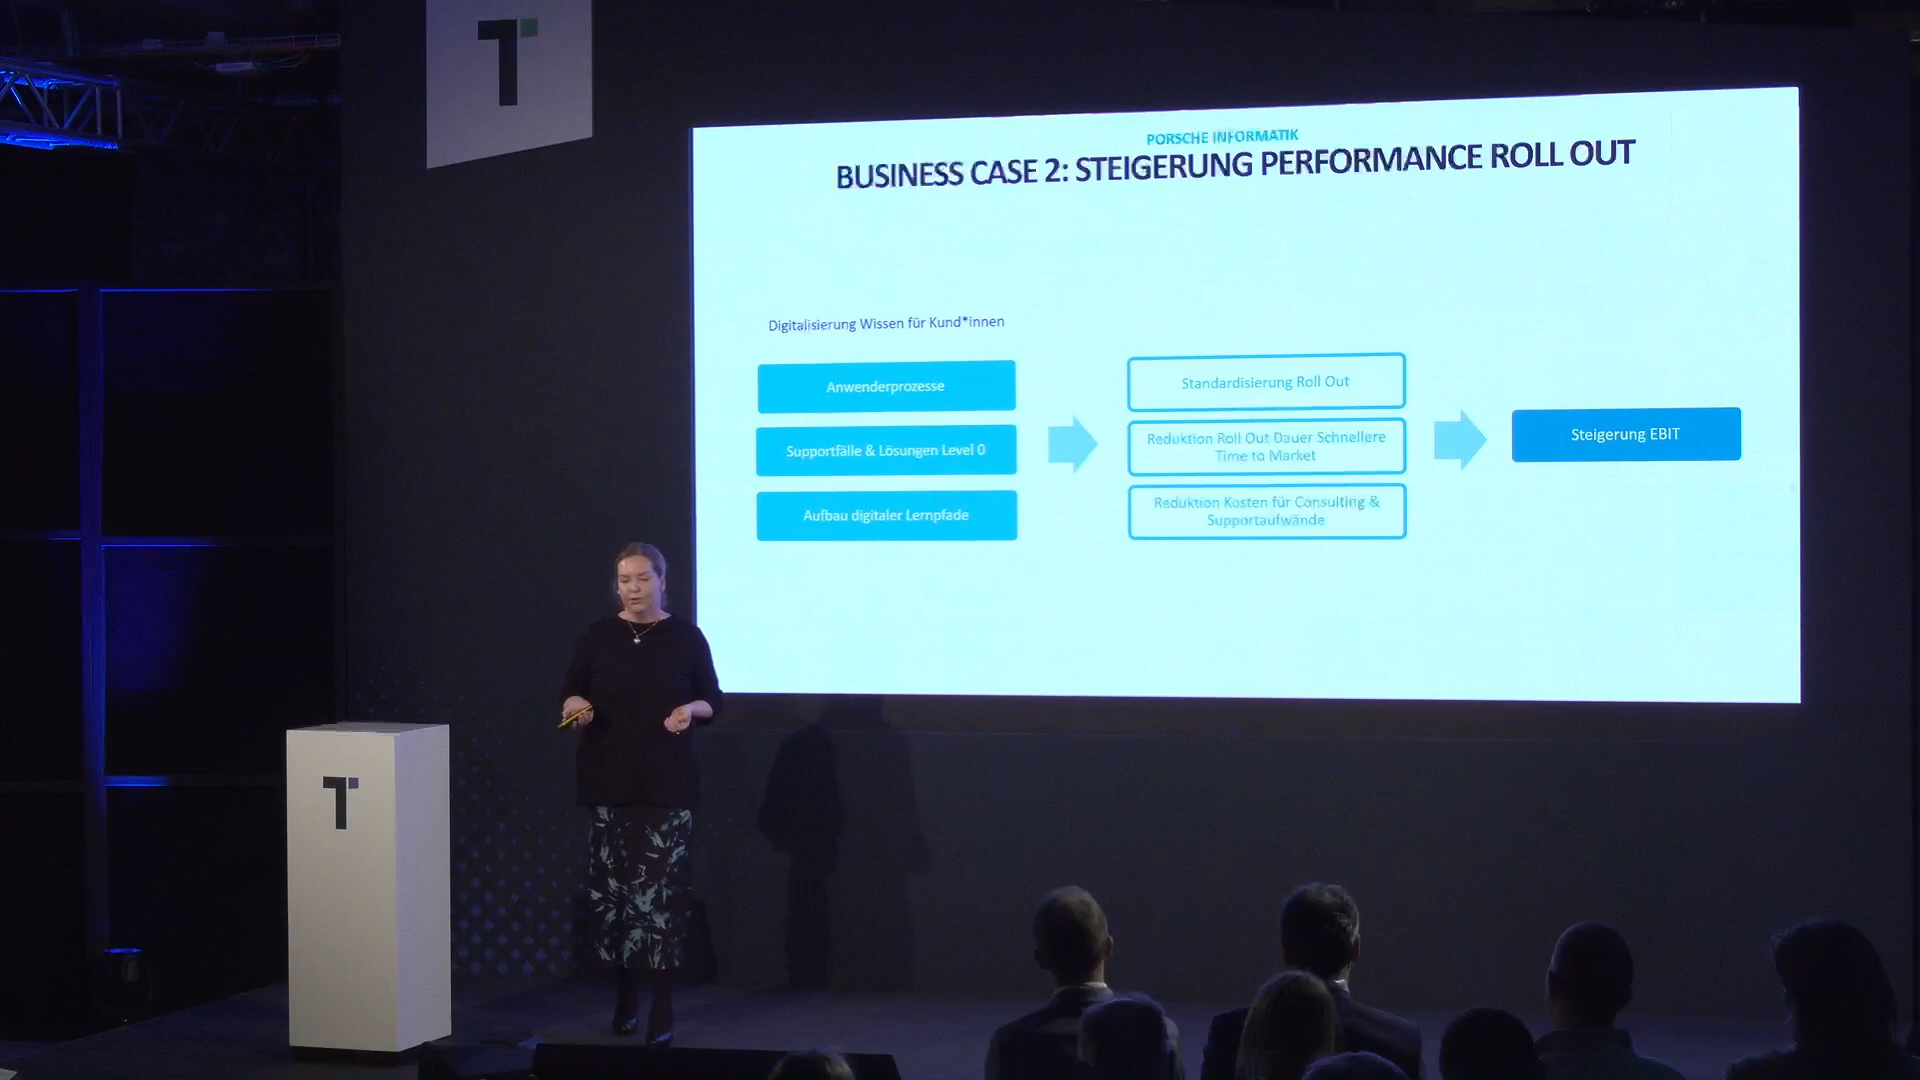 T
PORSCHE INFORMATIK
BUSINESS CASE 2: STEIGERUNG PERFORMANCE ROLL OUT
Digitalisierung Wissen für Kund*innen
Anwenderprozesse
Supportfälle & Lösungen Level 0
Aufbau digitaler Lernpfade
Standardisierung Roll Out
Reduktion Roll Out Dauer Schnellere
Time to Market
Reduktion Kosten für Consulting &
Supportaufwände
Steigerung EBIT
T